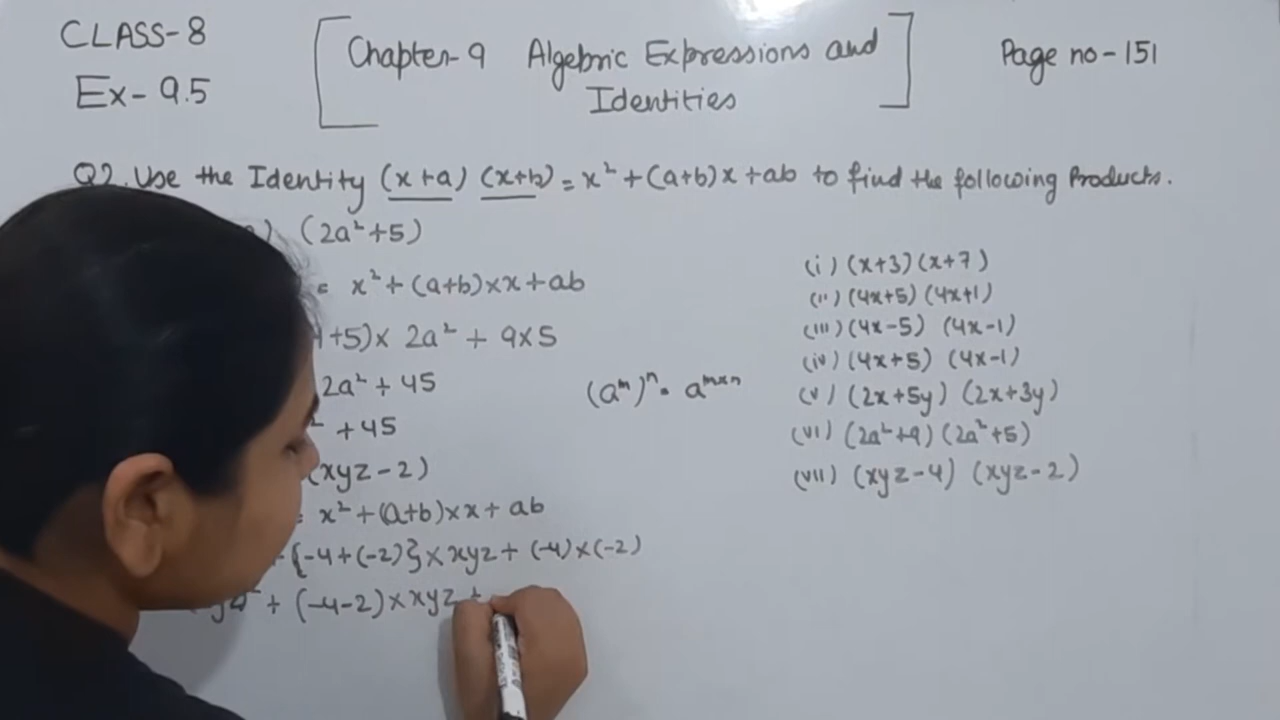 CLASS-8
Ex- 9.5
Chapter-9 Algebric Expressions and
Identities
Page no-151
Q2. Use the Identity (x+a) (x+b) = x² + (a+b)x + ab to find the following Products.
(2a²+5)
= x² + (a+b)×x + ab
+5)× 2a² + 9×5
2a² + 45
+45
(xyz-2)
= x² + (a+b)×x + ab
{-4+(-2)}×xyz + (-4)×(-2)
+ (-4-2)×xyz +
(aᵐ)ⁿ = aᵐˣⁿ
(i) (x+3)(x+7)
(ii) (4x+5) (4x+1)
(iii) (4x-5) (4x-1)
(iv) (4x+5) (4x-1)
(v) (2x+5y) (2x+3y)
(vi) (2a²+9) (2a²+5)
(vii) (xyz-4) (xyz-2)